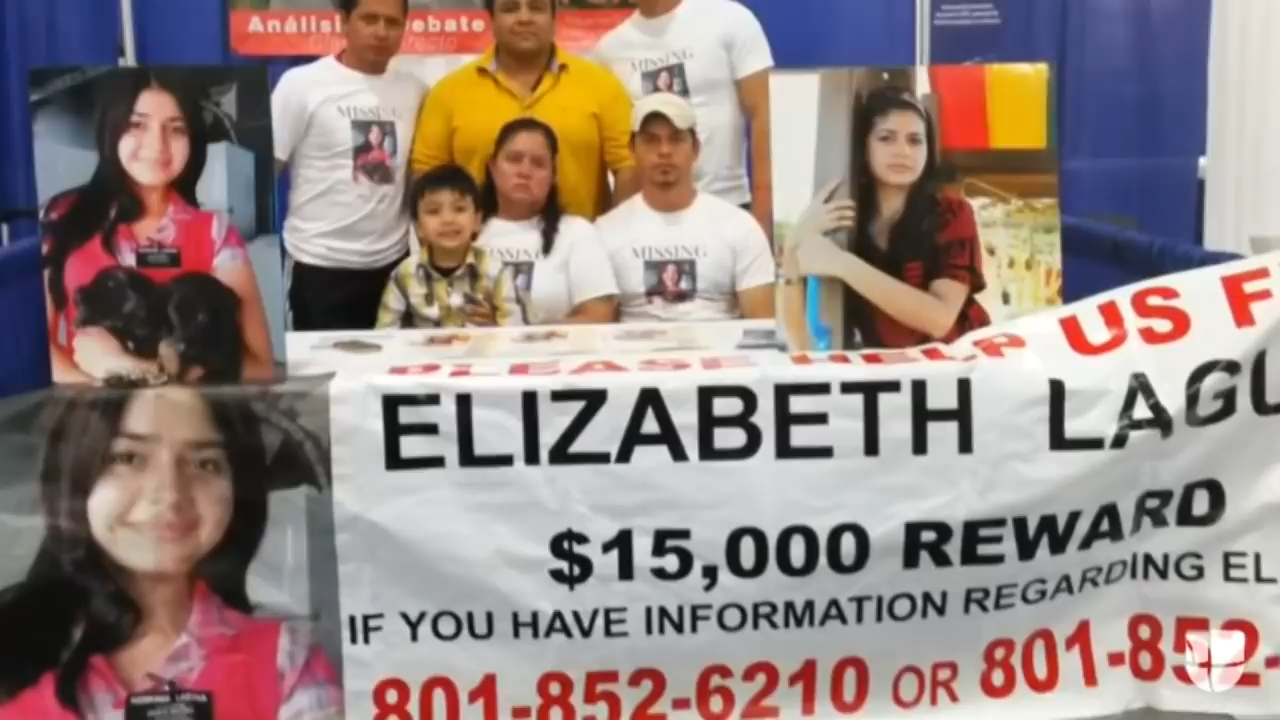 Análisis
ebate
MISSING
MISSING
MISSING
PLEASE HELP US F
ELIZABETH LAGU
$15,000 REWARD
IF YOU HAVE INFORMATION REGARDING EL
801-852-6210 OR 801-852-